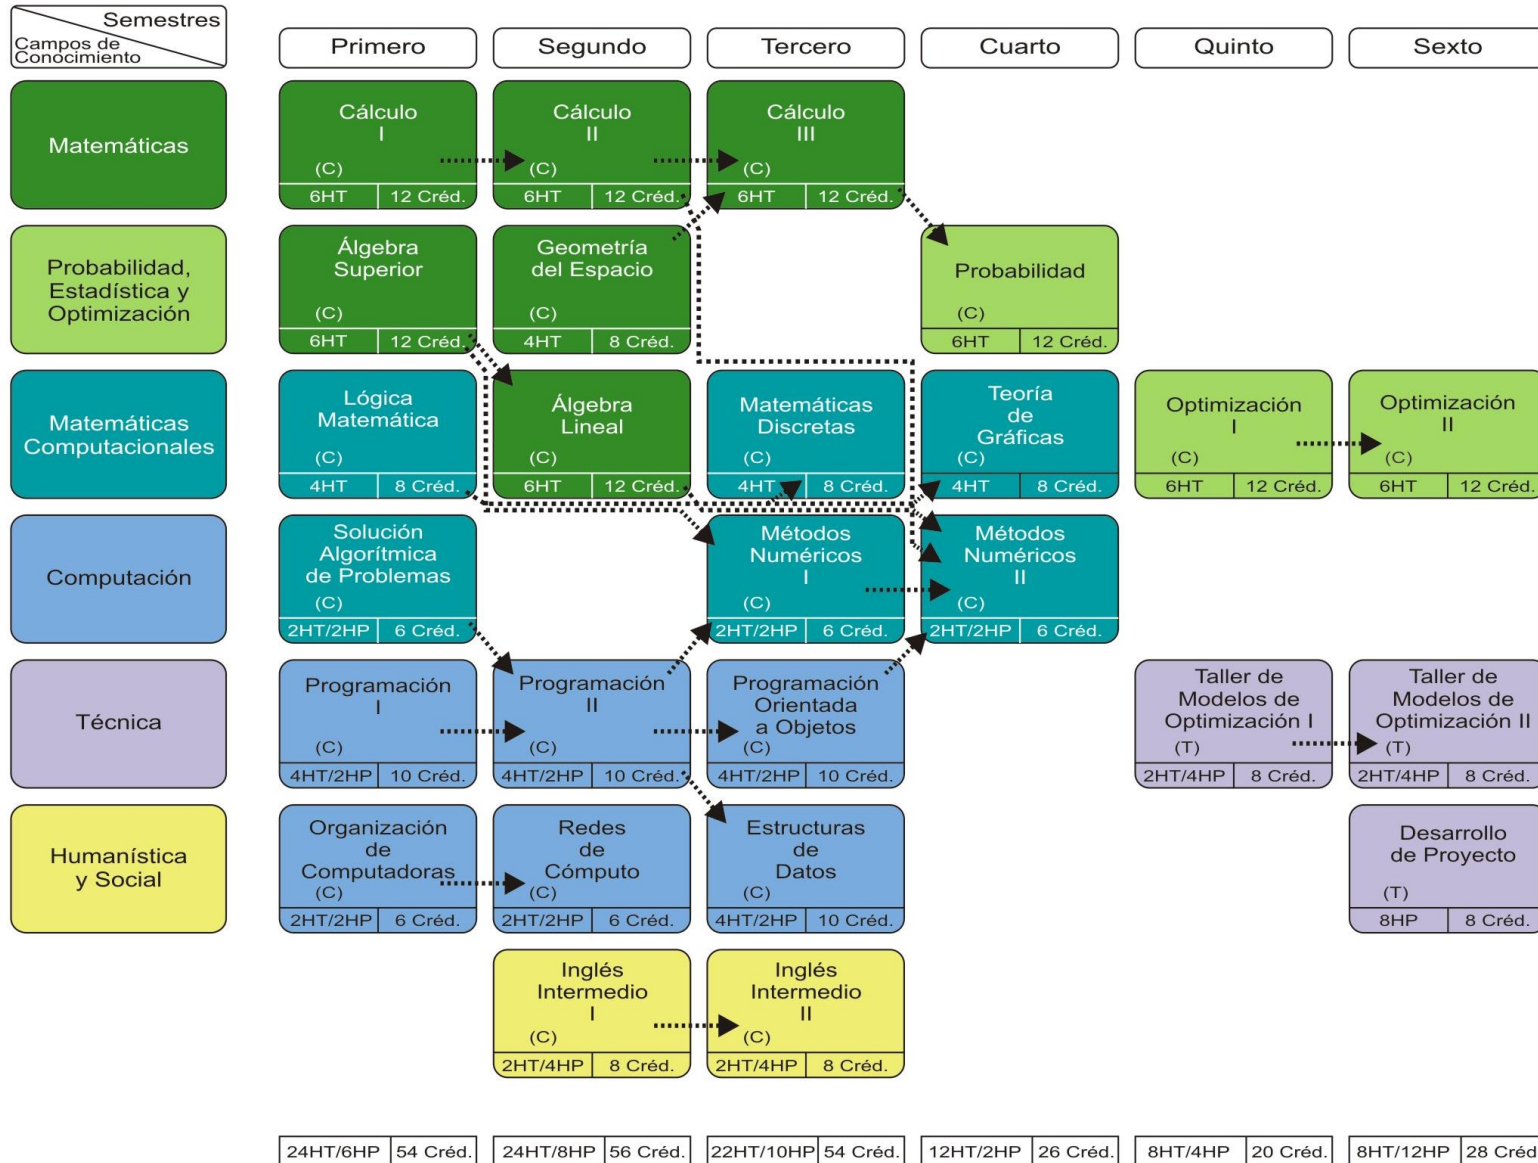 Semestres
Campos de
Conocimiento
Primero
Segundo
Tercero
Cuarto
Quinto
Sexto
Matemáticas
Cálculo
I
(C)
6HT 12 Créd.
Cálculo
II
(C)
6HT 12 Créd.
Cálculo
III
(C)
6HT 12 Créd.
Probabilidad,
Estadística y
Optimización
Álgebra
Superior
(C)
6HT 12 Créd.
Geometría
del Espacio
(C)
4HT 8 Créd.
Probabilidad
(C)
6HT 12 Créd.
Matemáticas
Computacionales
Lógica
Matemática
(C)
4HT 8 Créd.
Álgebra
Lineal
(C)
6HT 12 Créd.
Matemáticas
Discretas
(C)
4HT 8 Créd.
Teoría
de
Gráficas
(C)
4HT 8 Créd.
Optimización
I
(C)
6HT 12 Créd.
Optimización
II
(C)
6HT 12 Créd.
Computación
Solución
Algorítmica
de Problemas
(C)
2HT/2HP 6 Créd.
Métodos
Numéricos
I
(C)
2HT/2HP 6 Créd.
Métodos
Numéricos
II
(C)
2HT/2HP 6 Créd.
Técnica
Programación
I
(C)
4HT/2HP 10 Créd.
Programación
II
(C)
4HT/2HP 10 Créd.
Programación
Orientada
a Objetos
(C)
4HT/2HP 10 Créd.
Taller de
Modelos de
Optimización I
(T)
2HT/4HP 8 Créd.
Taller de
Modelos de
Optimización II
(T)
2HT/4HP 8 Créd.
Humanística
y Social
Organización
de
Computadoras
(C)
2HT/2HP 6 Créd.
Redes
de
Cómputo
(C)
2HT/2HP 6 Créd.
Estructuras
de
Datos
(C)
4HT/2HP 10 Créd.
Desarrollo
de Proyecto
(T)
8HP 8 Créd.
Inglés
Intermedio
I
(C)
2HT/4HP 8 Créd.
Inglés
Intermedio
II
(C)
2HT/4HP 8 Créd.
24HT/6HP 54 Créd.
24HT/8HP 56 Créd.
22HT/10HP 54 Créd.
12HT/2HP 26 Créd.
8HT/4HP 20 Créd.
8HT/12HP 28 Créd